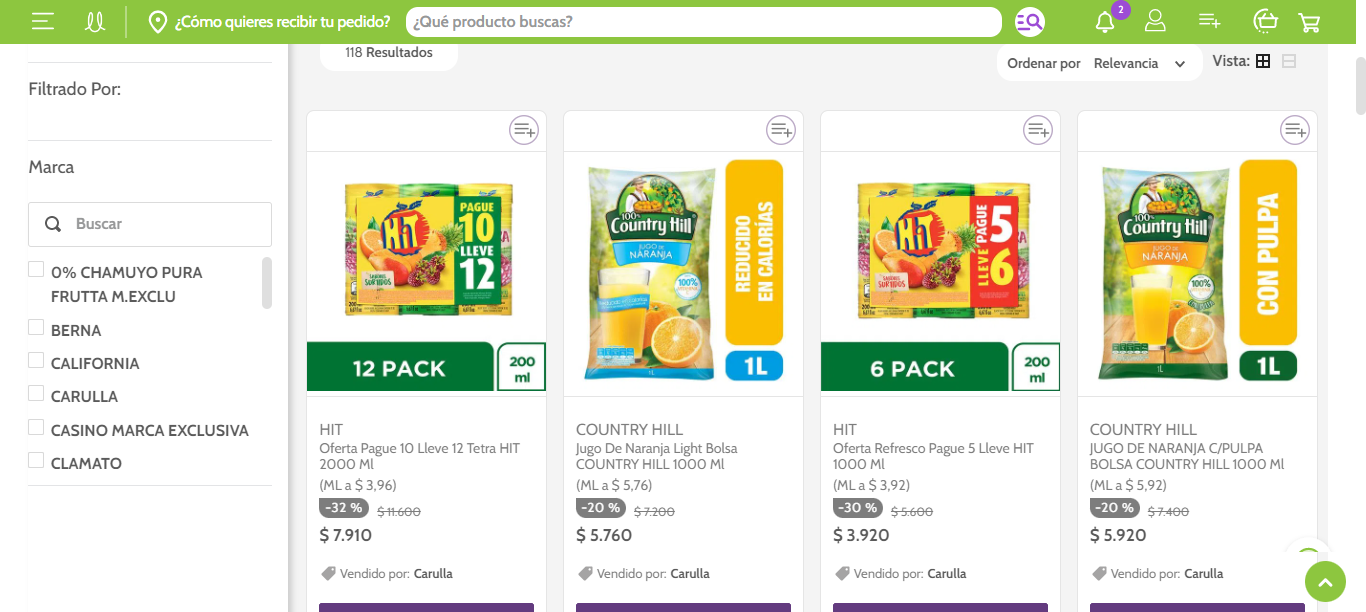 ¿Cómo quieres recibir tu pedido?
¿Qué producto buscas?
2
118 Resultados
Ordenar por Relevancia
Vista:
Filtrado Por:
Marca
Buscar
0% CHAMUYO PURA
FRUTTA M.EXCLU
BERNA
CALIFORNIA
CARULLA
CASINO MARCA EXCLUSIVA
CLAMATO
HiT
PAGUE
10
LLEVE
12
SABORES
SURTIDOS
12 PACK
200
ml
HIT
Oferta Pague 10 Lleve 12 Tetra HIT
2000 Ml
(ML a $ 3,96)
-32 %
$ 11.600
$ 7.910
Vendido por: Carulla
100%
Country Hill
JUGO DE
NARANJA
100%
REDUCIDO
EN CALORÍAS
1L
COUNTRY HILL
Jugo De Naranja Light Bolsa
COUNTRY HILL 1000 Ml
(ML a $ 5,76)
-20 %
$ 7.200
$ 5.760
Vendido por: Carulla
HiT
PAGUE 5
LLEVE 6
SABORES
SURTIDOS
6 PACK
200
ml
HIT
Oferta Refresco Pague 5 Lleve HIT
1000 Ml
(ML a $ 3,92)
-30 %
$ 5.600
$ 3.920
Vendido por: Carulla
100%
Country Hill
JUGO DE
NARANJA
100%
CON PULPA
1L
COUNTRY HILL
JUGO DE NARANJA C/PULPA
BOLSA COUNTRY HILL 1000 Ml
(ML a $ 5,92)
-20 %
$ 7.400
$ 5.920
Vendido por: Carulla